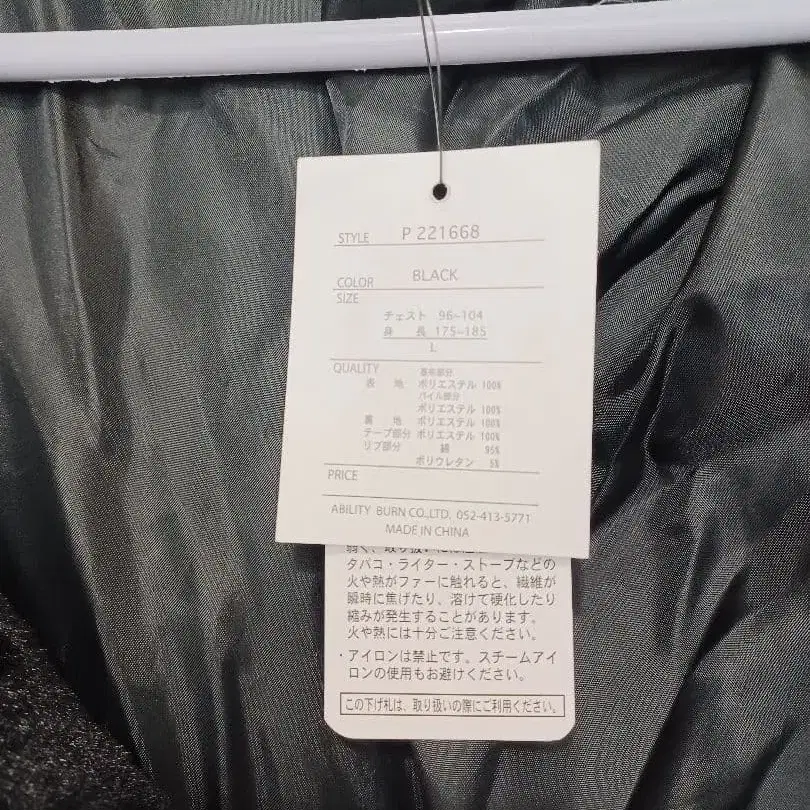 STYLE P 221668
COLOR BLACK
SIZE
チェスト 96~104
身 長 175~185
L
QUALITY 基布部分
表 地 ポリエステル 100%
パイル部分
ポリエステル 100%
裏 地 ポリエステル 100%
テープ部分 ポリエステル 100%
リブ部分 綿 95%
ポリウレタン 5%
PRICE
ABILITY BURN CO.,LTD. 052-413-5771
MADE IN CHINA
タバコ・ライター・ストーブなどの
火や熱がファーに触れると、繊維が
瞬時に焦げたり、溶けて硬化したり
縮みが発生することがあります。
火や熱には十分ご注意ください。
・アイロンは禁止です。スチームアイ
ロンの使用もお避けください。
この下げ札は、取り扱いの際にご利用ください。